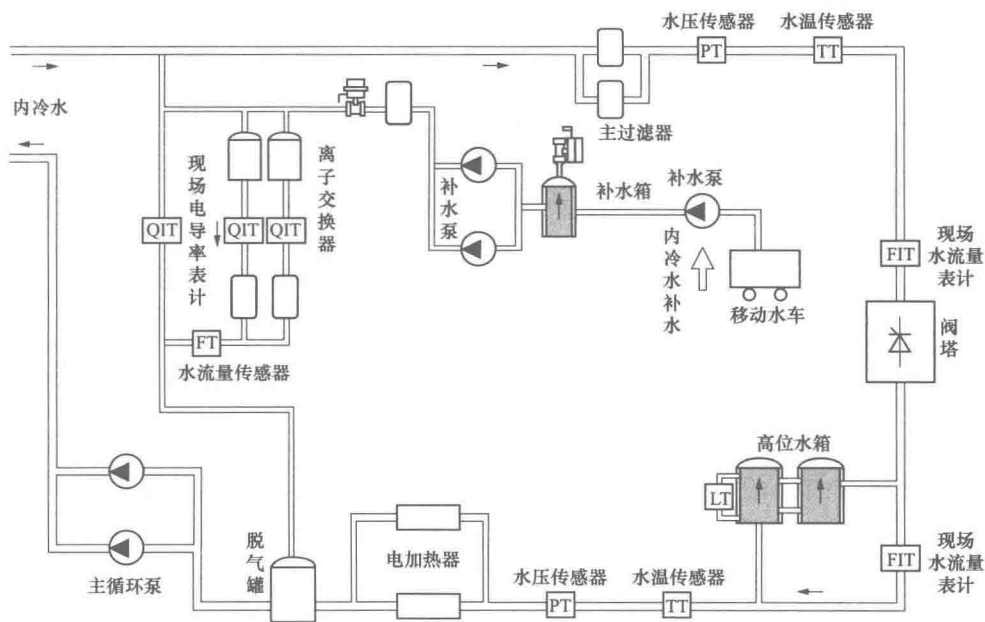 水压传感器
水温传感器
PT
TT
内冷水
主过滤器
离子交换器
现场电导率表计
补水泵
补水箱
补水泵
QIT
QIT
QIT
内冷水补水
移动水车
现场
水流量
表计
FIT
阀塔
FT
水流量传感器
高位水箱
LT
现场
水流量
表计
FIT
脱气罐
电加热器
主循环泵
水压传感器
水温传感器
PT
TT